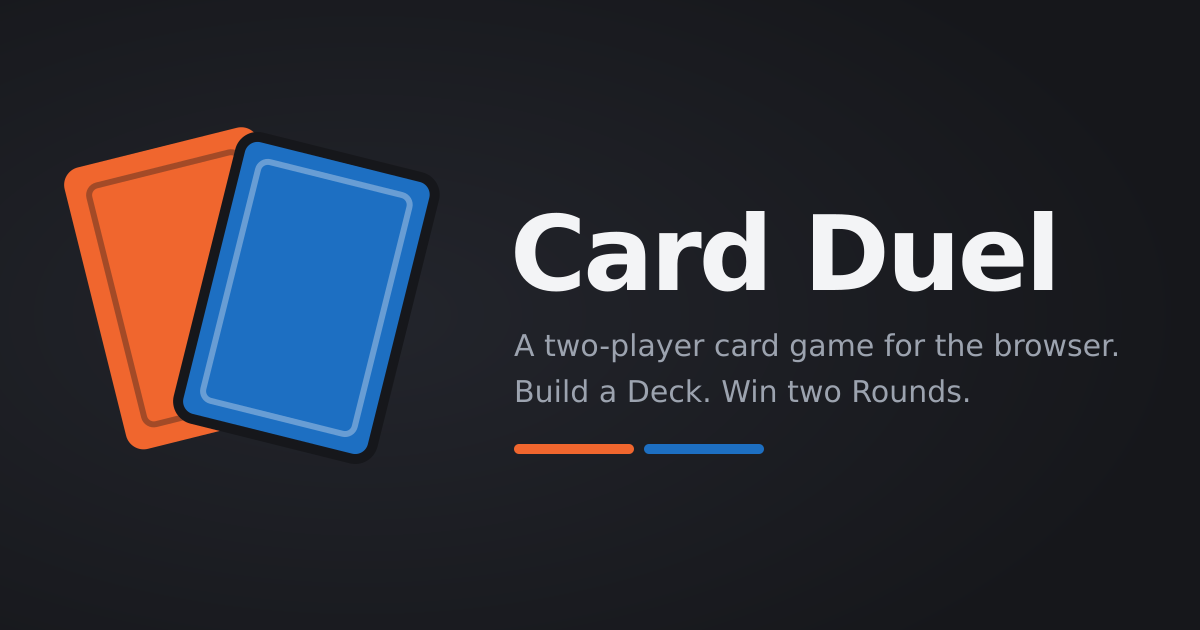 Card Duel
A two-player card game for the browser.
Build a Deck. Win two Rounds.